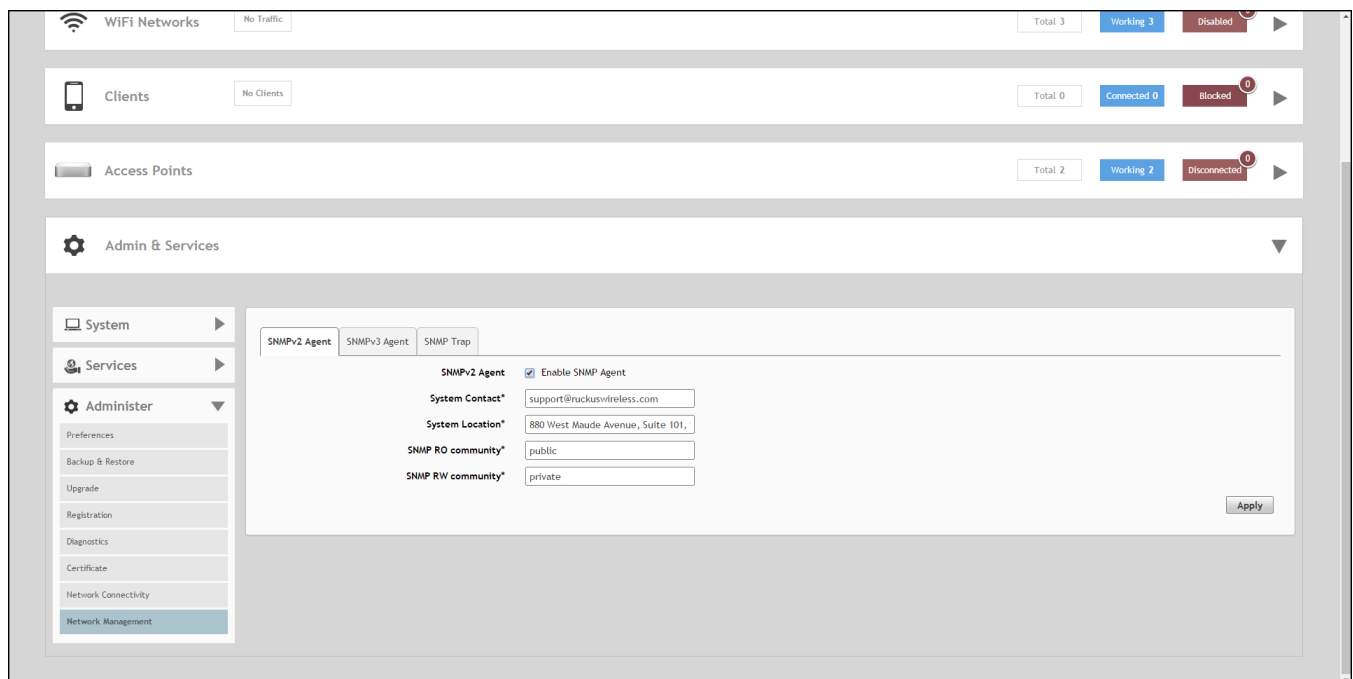 WiFi Networks No Traffic Total 3 Working 3 Disabled
Clients No Clients Total 0 Connected 0 Blocked 0
Access Points Total 2 Working 2 Disconnected 0
Admin & Services
System
Services
Administer
Preferences
Backup & Restore
Upgrade
Registration
Diagnostics
Certificate
Network Connectivity
Network Management
SNMPv2 Agent SNMPv3 Agent SNMP Trap
SNMPv2 Agent Enable SNMP Agent
System Contact* support@ruckuswireless.com
System Location* 880 West Maude Avenue, Suite 101,
SNMP RO community* public
SNMP RW community* private
Apply